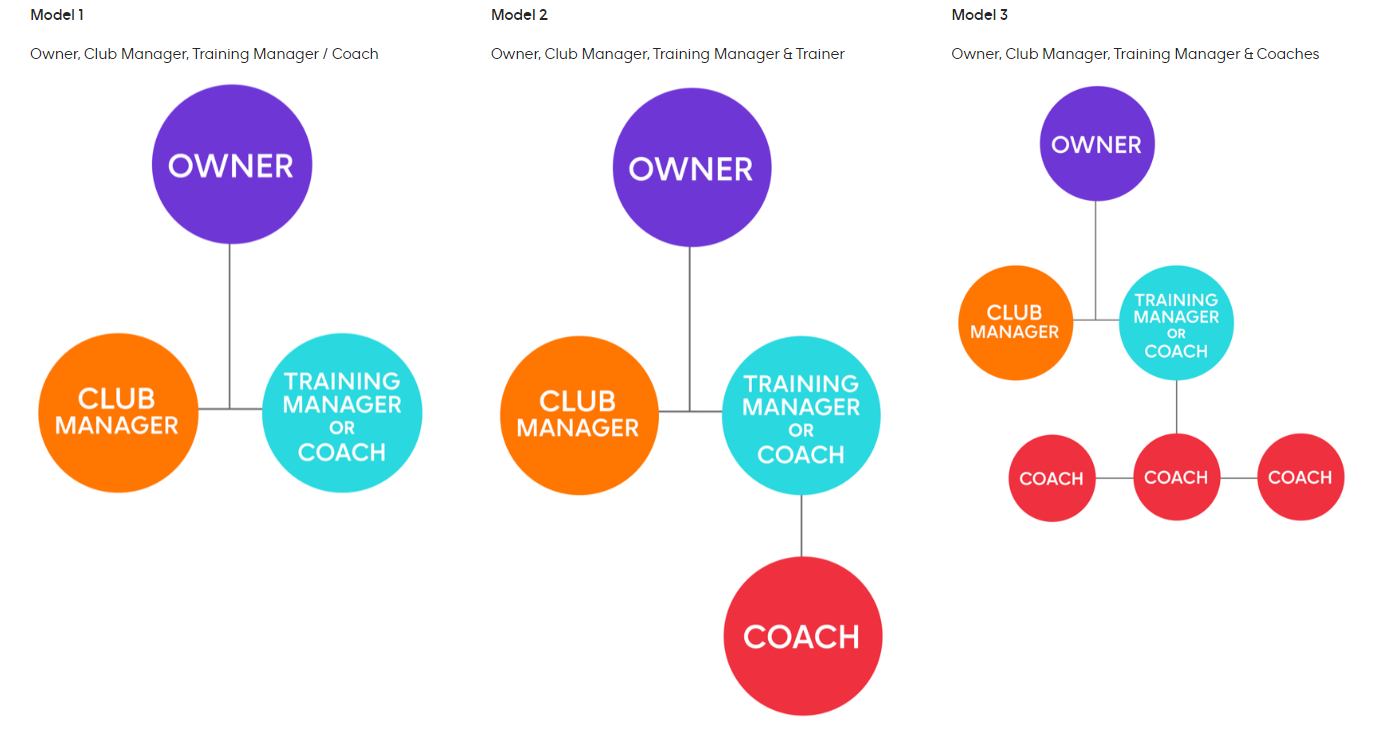 Model 1
Owner, Club Manager, Training Manager / Coach
OWNER
CLUB
MANAGER
TRAINING
MANAGER
OR
COACH
Model 2
Owner, Club Manager, Training Manager & Trainer
OWNER
CLUB
MANAGER
TRAINING
MANAGER
OR
COACH
COACH
Model 3
Owner, Club Manager, Training Manager & Coaches
OWNER
CLUB
MANAGER
TRAINING
MANAGER
OR
COACH
COACH
COACH
COACH